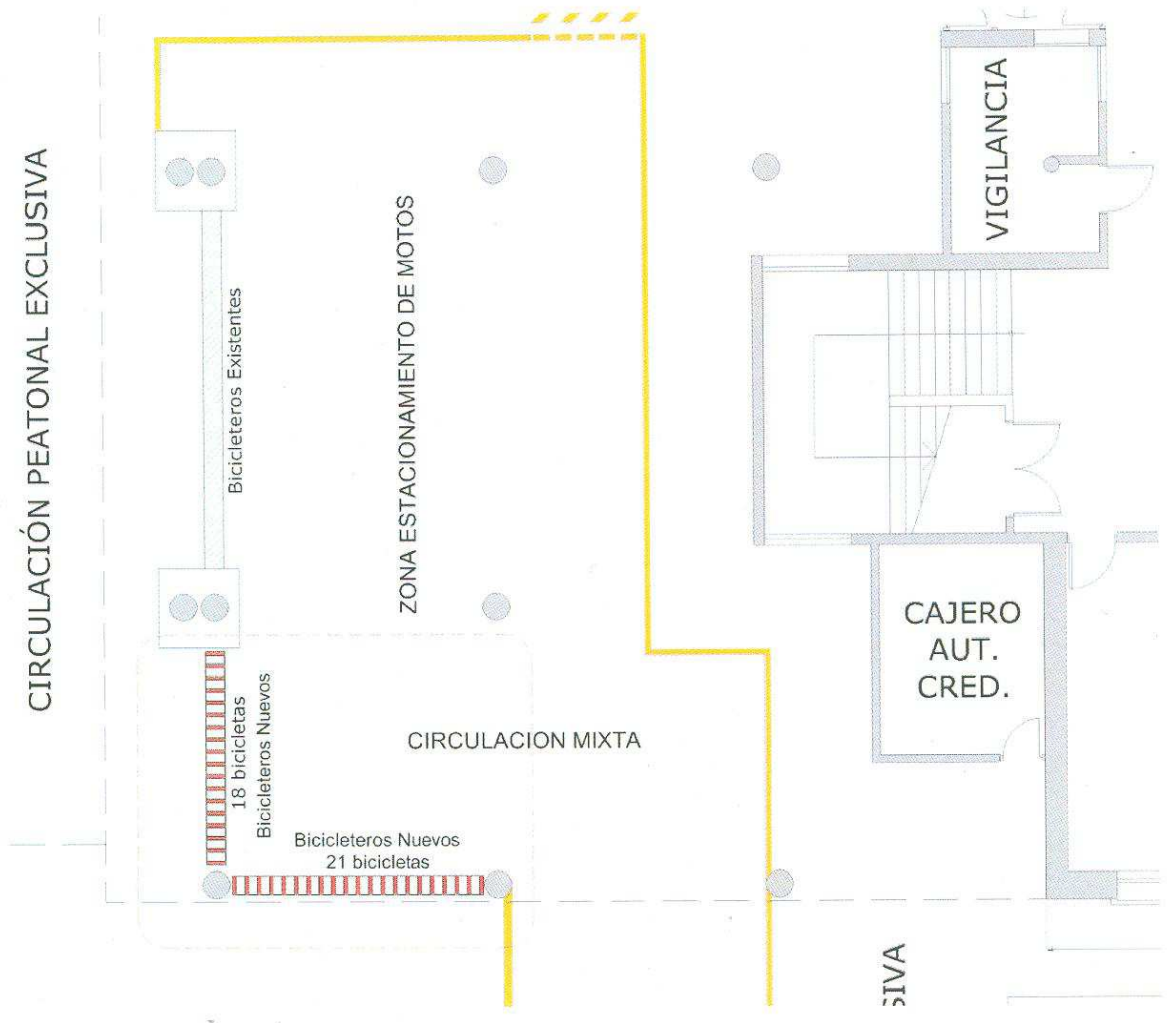 CIRCULACIÓN PEATONAL EXCLUSIVA
Bicicleteros Existentes
ZONA ESTACIONAMIENTO DE MOTOS
VIGILANCIA
CAJERO
AUT.
CRED.
18 bicicletas
Bicicleteros Nuevos
CIRCULACION MIXTA
Bicicleteros Nuevos
21 bicicletas
SIVA